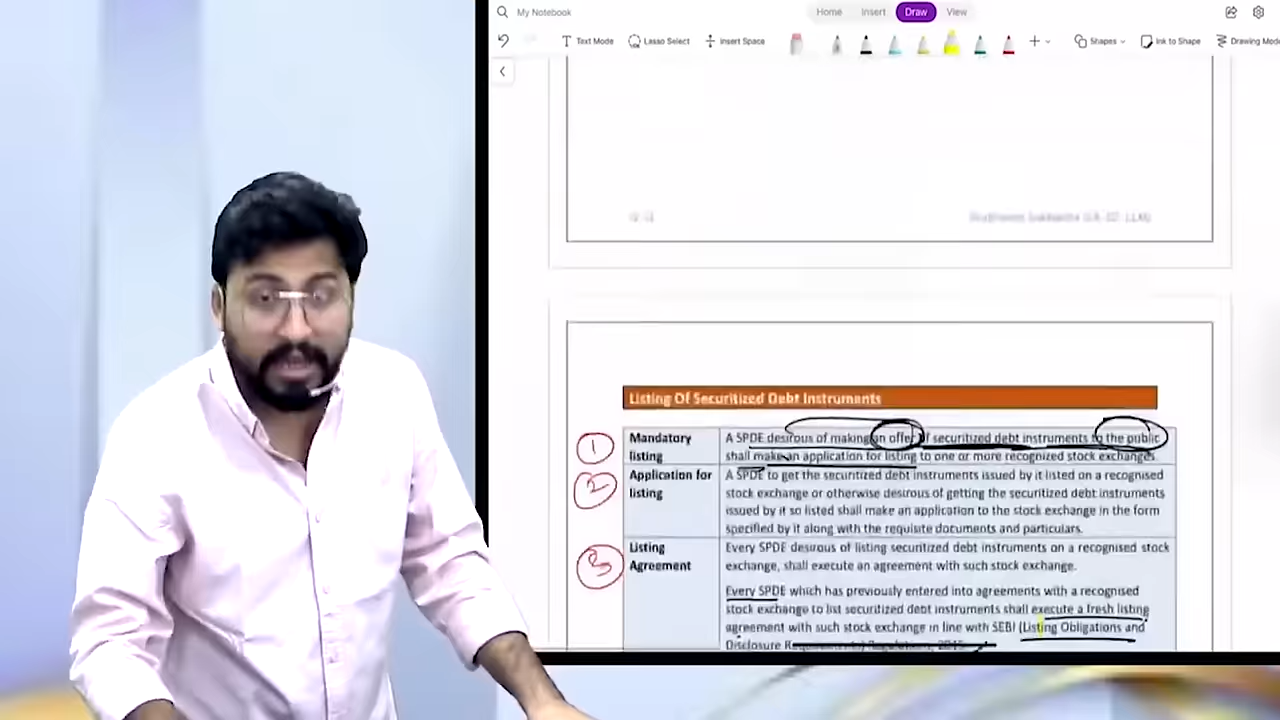 My Notebook
Home Insert Draw View
Text Mode Lasso Select Insert Space Shapes Ink to Shape Drawing Mod
Listing Of Securitized Debt Instruments
1 Mandatory listing
A SPDE desirous of making an offer of securitized debt instruments to the public
shall make an application for listing to one or more recognized stock exchanges.
2 Application for listing
A SPDE to get the securitized debt instruments issued by it listed on a recognised
stock exchange or otherwise desirous of getting the securitized debt instruments
issued by it so listed shall make an application to the stock exchange in the form
specified by it along with the requisite documents and particulars.
3 Listing Agreement
Every SPDE desirous of listing securitized debt instruments on a recognised stock
exchange, shall execute an agreement with such stock exchange.
Every SPDE which has previously entered into agreements with a recognised
stock exchange to list securitized debt instruments shall execute a fresh listing
agreement with such stock exchange in line with SEBI (Listing Obligations and
Disclosure